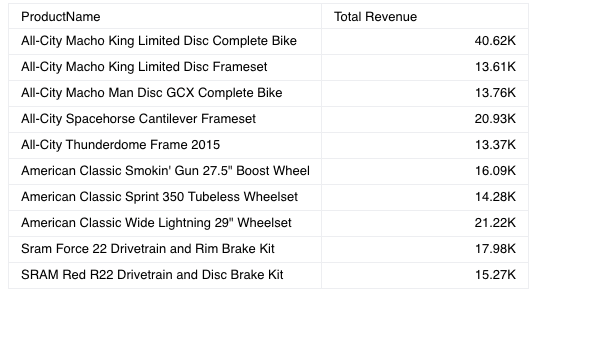 ProductName Total Revenue
All-City Macho King Limited Disc Complete Bike 40.62K
All-City Macho King Limited Disc Frameset 13.61K
All-City Macho Man Disc GCX Complete Bike 13.76K
All-City Spacehorse Cantilever Frameset 20.93K
All-City Thunderdome Frame 2015 13.37K
American Classic Smokin' Gun 27.5" Boost Wheel 16.09K
American Classic Sprint 350 Tubeless Wheelset 14.28K
American Classic Wide Lightning 29" Wheelset 21.22K
Sram Force 22 Drivetrain and Rim Brake Kit 17.98K
SRAM Red R22 Drivetrain and Disc Brake Kit 15.27K